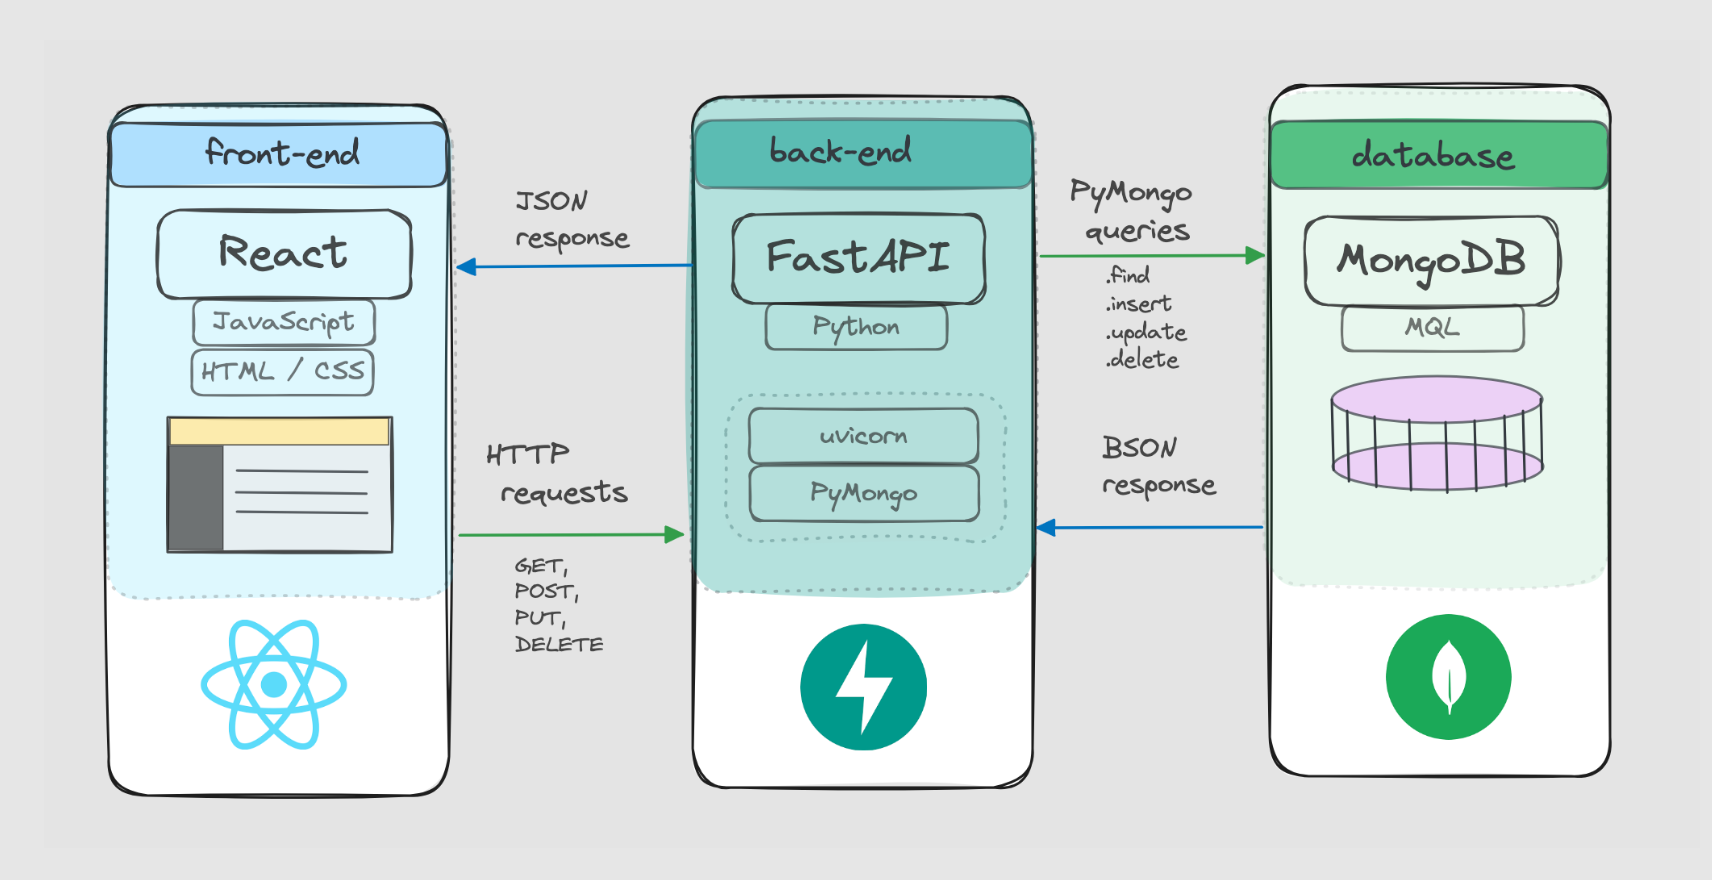 front-end
React
JavaScript
HTML / CSS
JSON
response
HTTP
requests
GET,
POST,
PUT,
DELETE
back-end
FastAPI
Python
uvicorn
PyMongo
PyMongo
queries
.find
.insert
.update
.delete
BSON
response
database
MongoDB
MQL